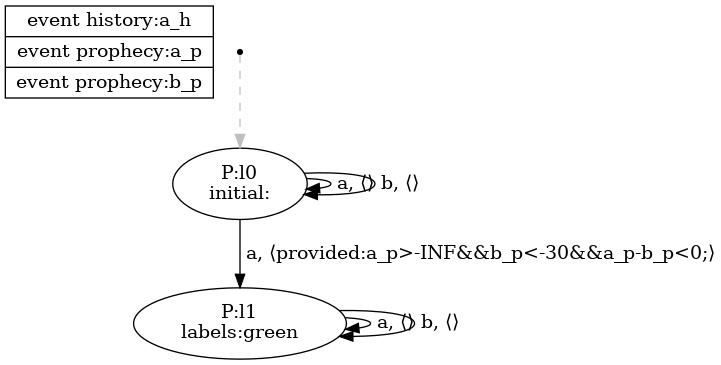 event history:a_h
event prophecy:a_p
event prophecy:b_p
P:l0
initial:
a, ⟨⟩
b, ⟨⟩
a, ⟨provided:a_p>-INF&&b_p<-30&&a_p-b_p<0;⟩
P:l1
labels:green
a, ⟨⟩
b, ⟨⟩